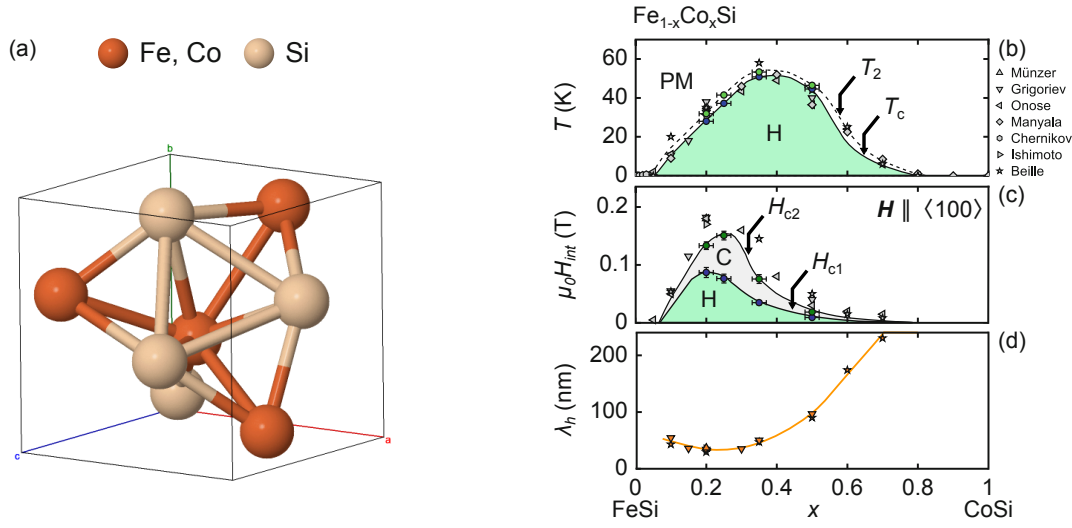 (a)
Fe, Co
Si
b
a
c
Fe1-xCoxSi
(b)
PM
T2
Tc
H
T (K)
60
40
20
0
Münzer
Grigoriev
Onose
Manyala
Chernikov
Ishimoto
Beille
(c)
H ∥ ⟨100⟩
Hc2
Hc1
C
H
μ0Hint (T)
0.2
0.1
0
(d)
λh (nm)
200
100
0
0 0.2 0.4 0.6 0.8 1
FeSi x CoSi